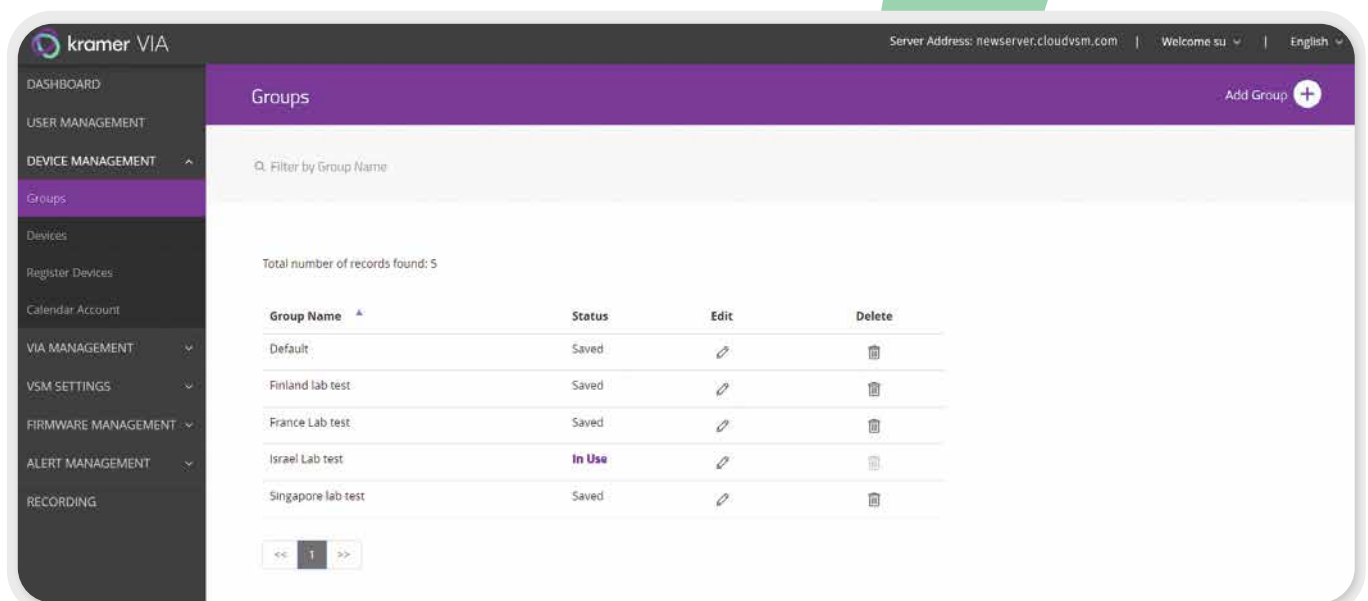 kramer VIA
Server Address: newserver.cloudvsm.com | Welcome su | English
DASHBOARD
USER MANAGEMENT
DEVICE MANAGEMENT
Groups
Devices
Register Devices
Calendar Account
VIA MANAGEMENT
VSM SETTINGS
FIRMWARE MANAGEMENT
ALERT MANAGEMENT
RECORDING
Groups
Add Group
Filter by Group Name
Total number of records found: 5
Group Name Status Edit Delete
Default Saved
Finland lab test Saved
France Lab test Saved
Israel Lab test In Use
Singapore lab test Saved
<< 1 >>